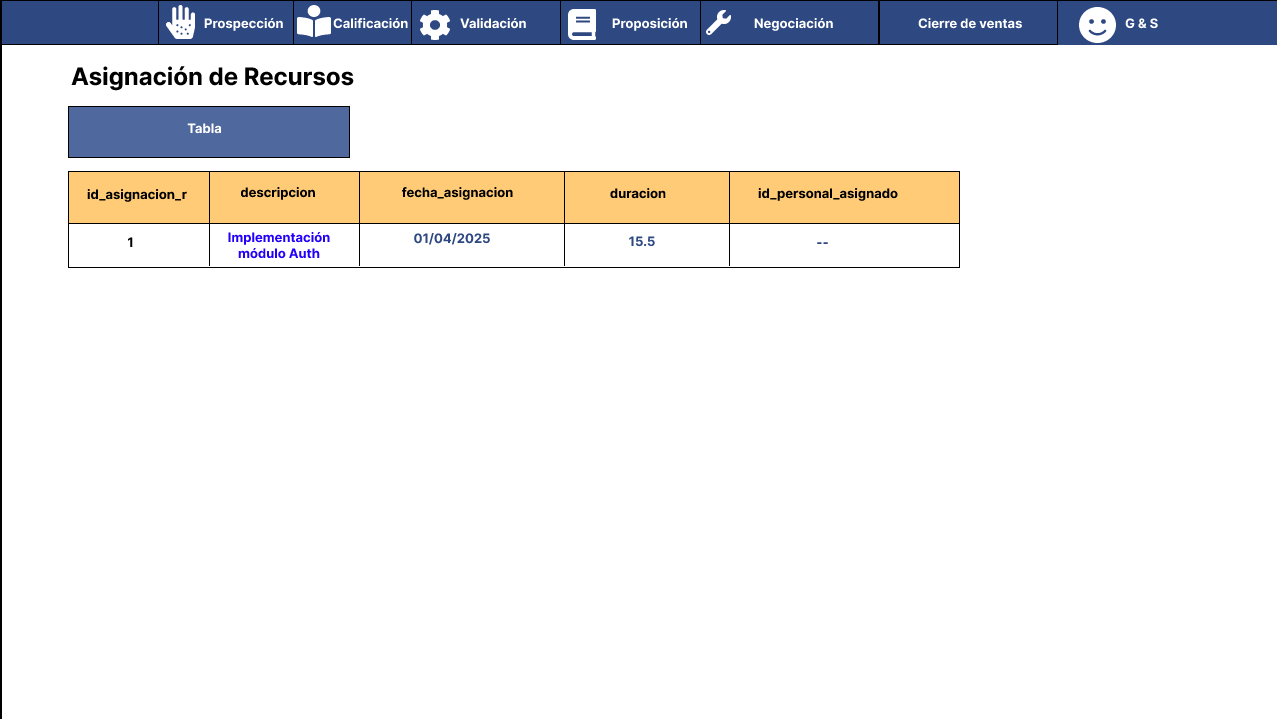 Prospección Calificación Validación Proposición Negociación Cierre de ventas G & S
Asignación de Recursos
Tabla
id_asignacion_r descripcion fecha_asignacion duracion id_personal_asignado
1 Implementación 01/04/2025 15.5 --
módulo Auth